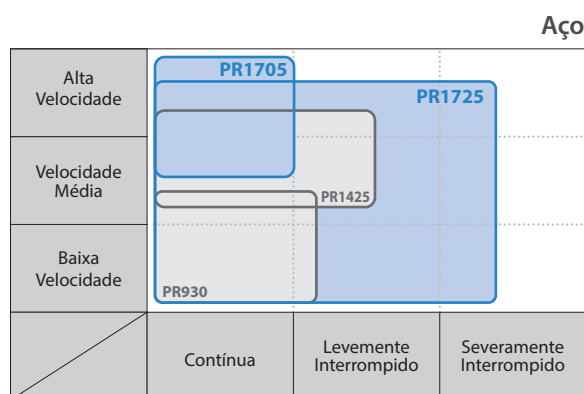 Aço
Alta
Velocidade
PR1705
PR1725
Velocidade
Média
PR1425
Baixa
Velocidade
PR930
Contínua
Levemente
Interrompido
Severamente
Interrompido